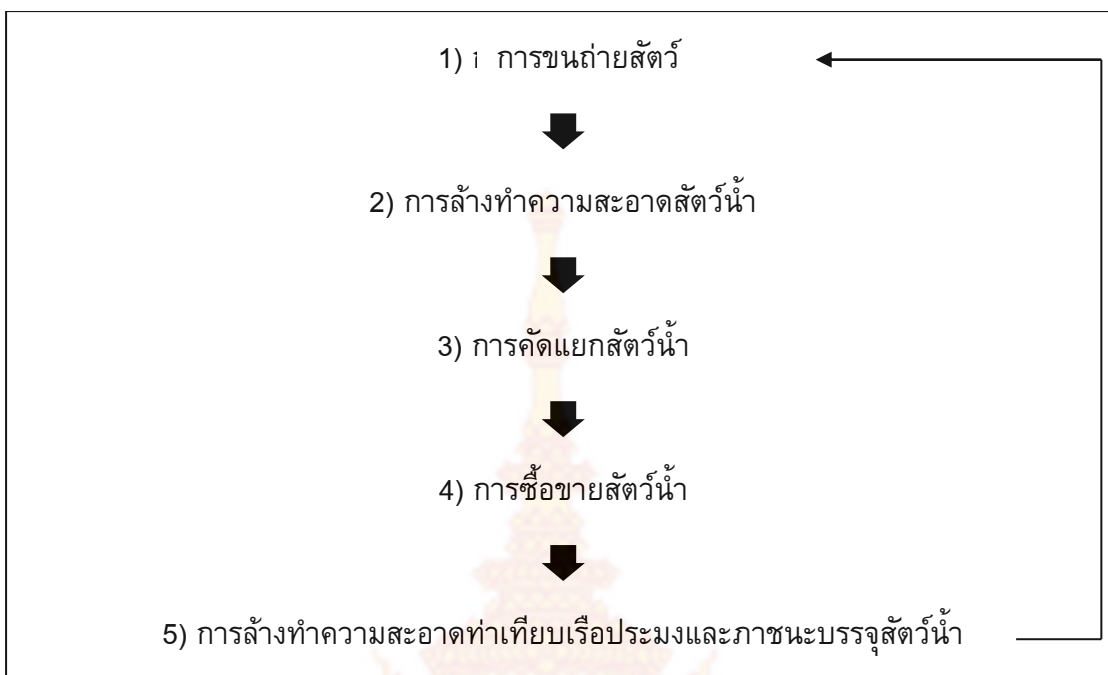 1) การขนถ่ายสัตว์
2) การล้างทำความสะอาดสัตว์น้ำ
3) การคัดแยกสัตว์น้ำ
4) การซื้อขายสัตว์น้ำ
5) การล้างทำความสะอาดท่าเทียบเรือประมงและภาชนะบรรจุสัตว์น้ำ